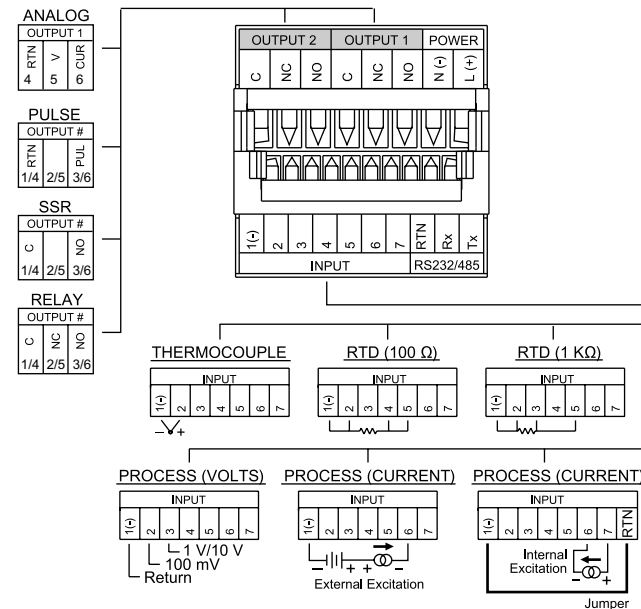 ANALOG
OUTPUT 1
RTN V CUR
4 5 6
PULSE
OUTPUT #
RTN PUL
1/4 2/5 3/6
SSR
OUTPUT #
C NO
1/4 2/5 3/6
RELAY
OUTPUT #
C NC NO
1/4 2/5 3/6
OUTPUT 2 OUTPUT 1 POWER
C NC NO C NC NO N (-) L (+)
1(-) 2 3 4 5 6 7 RTN Rx Tx
INPUT RS232/485
THERMOCOUPLE
INPUT
1(-) 2 3 4 5 6 7
– +
RTD (100 Ω)
INPUT
1(-) 2 3 4 5 6 7
RTD (1 KΩ)
INPUT
1(-) 2 3 4 5 6 7
PROCESS (VOLTS)
INPUT
1(-) 2 3 4 5 6 7
1 V/10 V
100 mV
Return
PROCESS (CURRENT)
INPUT
1(-) 2 3 4 5 6 7
– + + –
External Excitation
PROCESS (CURRENT)
INPUT
1(-) 2 3 4 5 6 7 RTN
Internal
Excitation
– +
Jumper